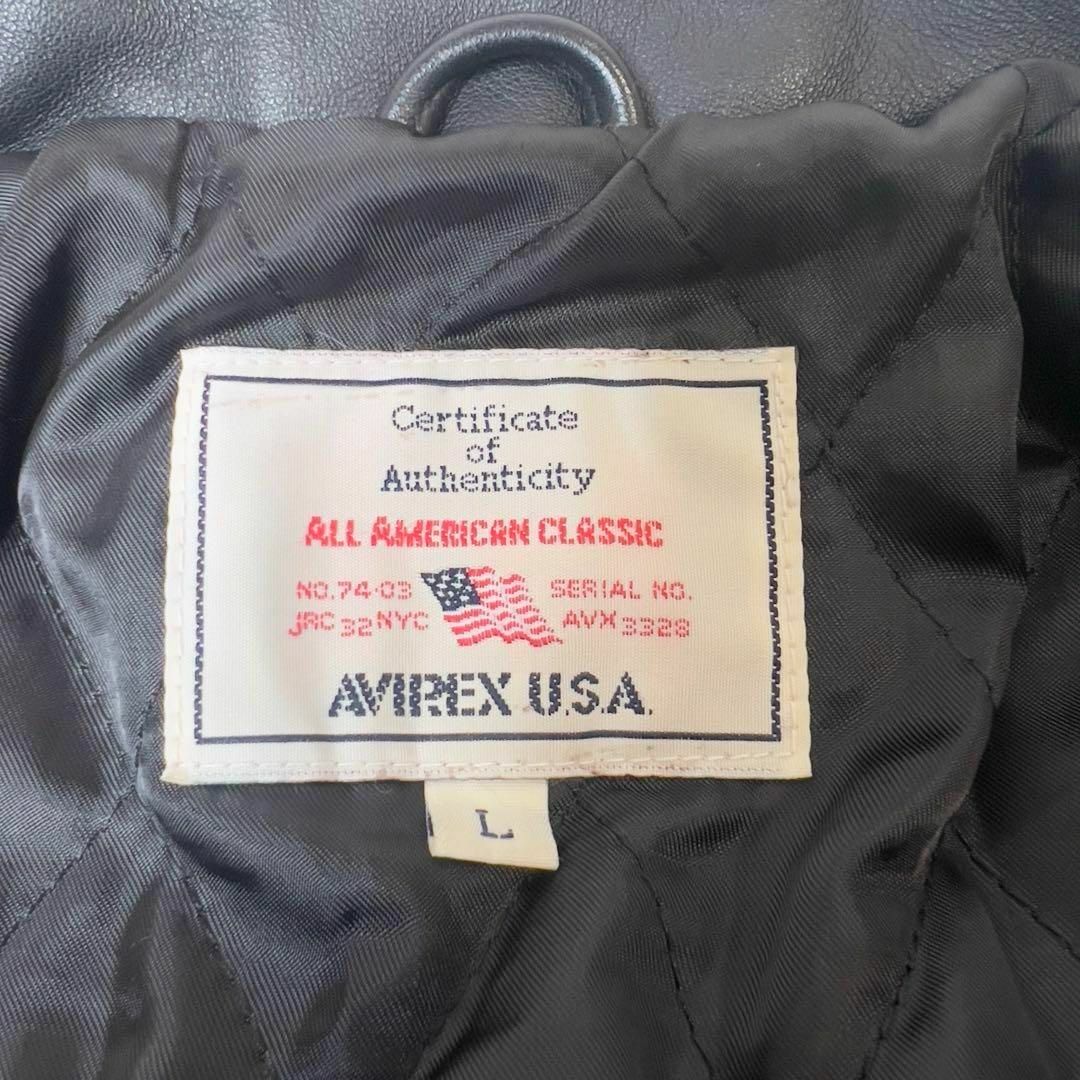 Certificate
of
Authenticity
ALL AMERICAN CLASSIC
NO.74-03
JRC 32 NYC
SERIAL NO.
AVX 3328
AVIREX U.S.A.
L